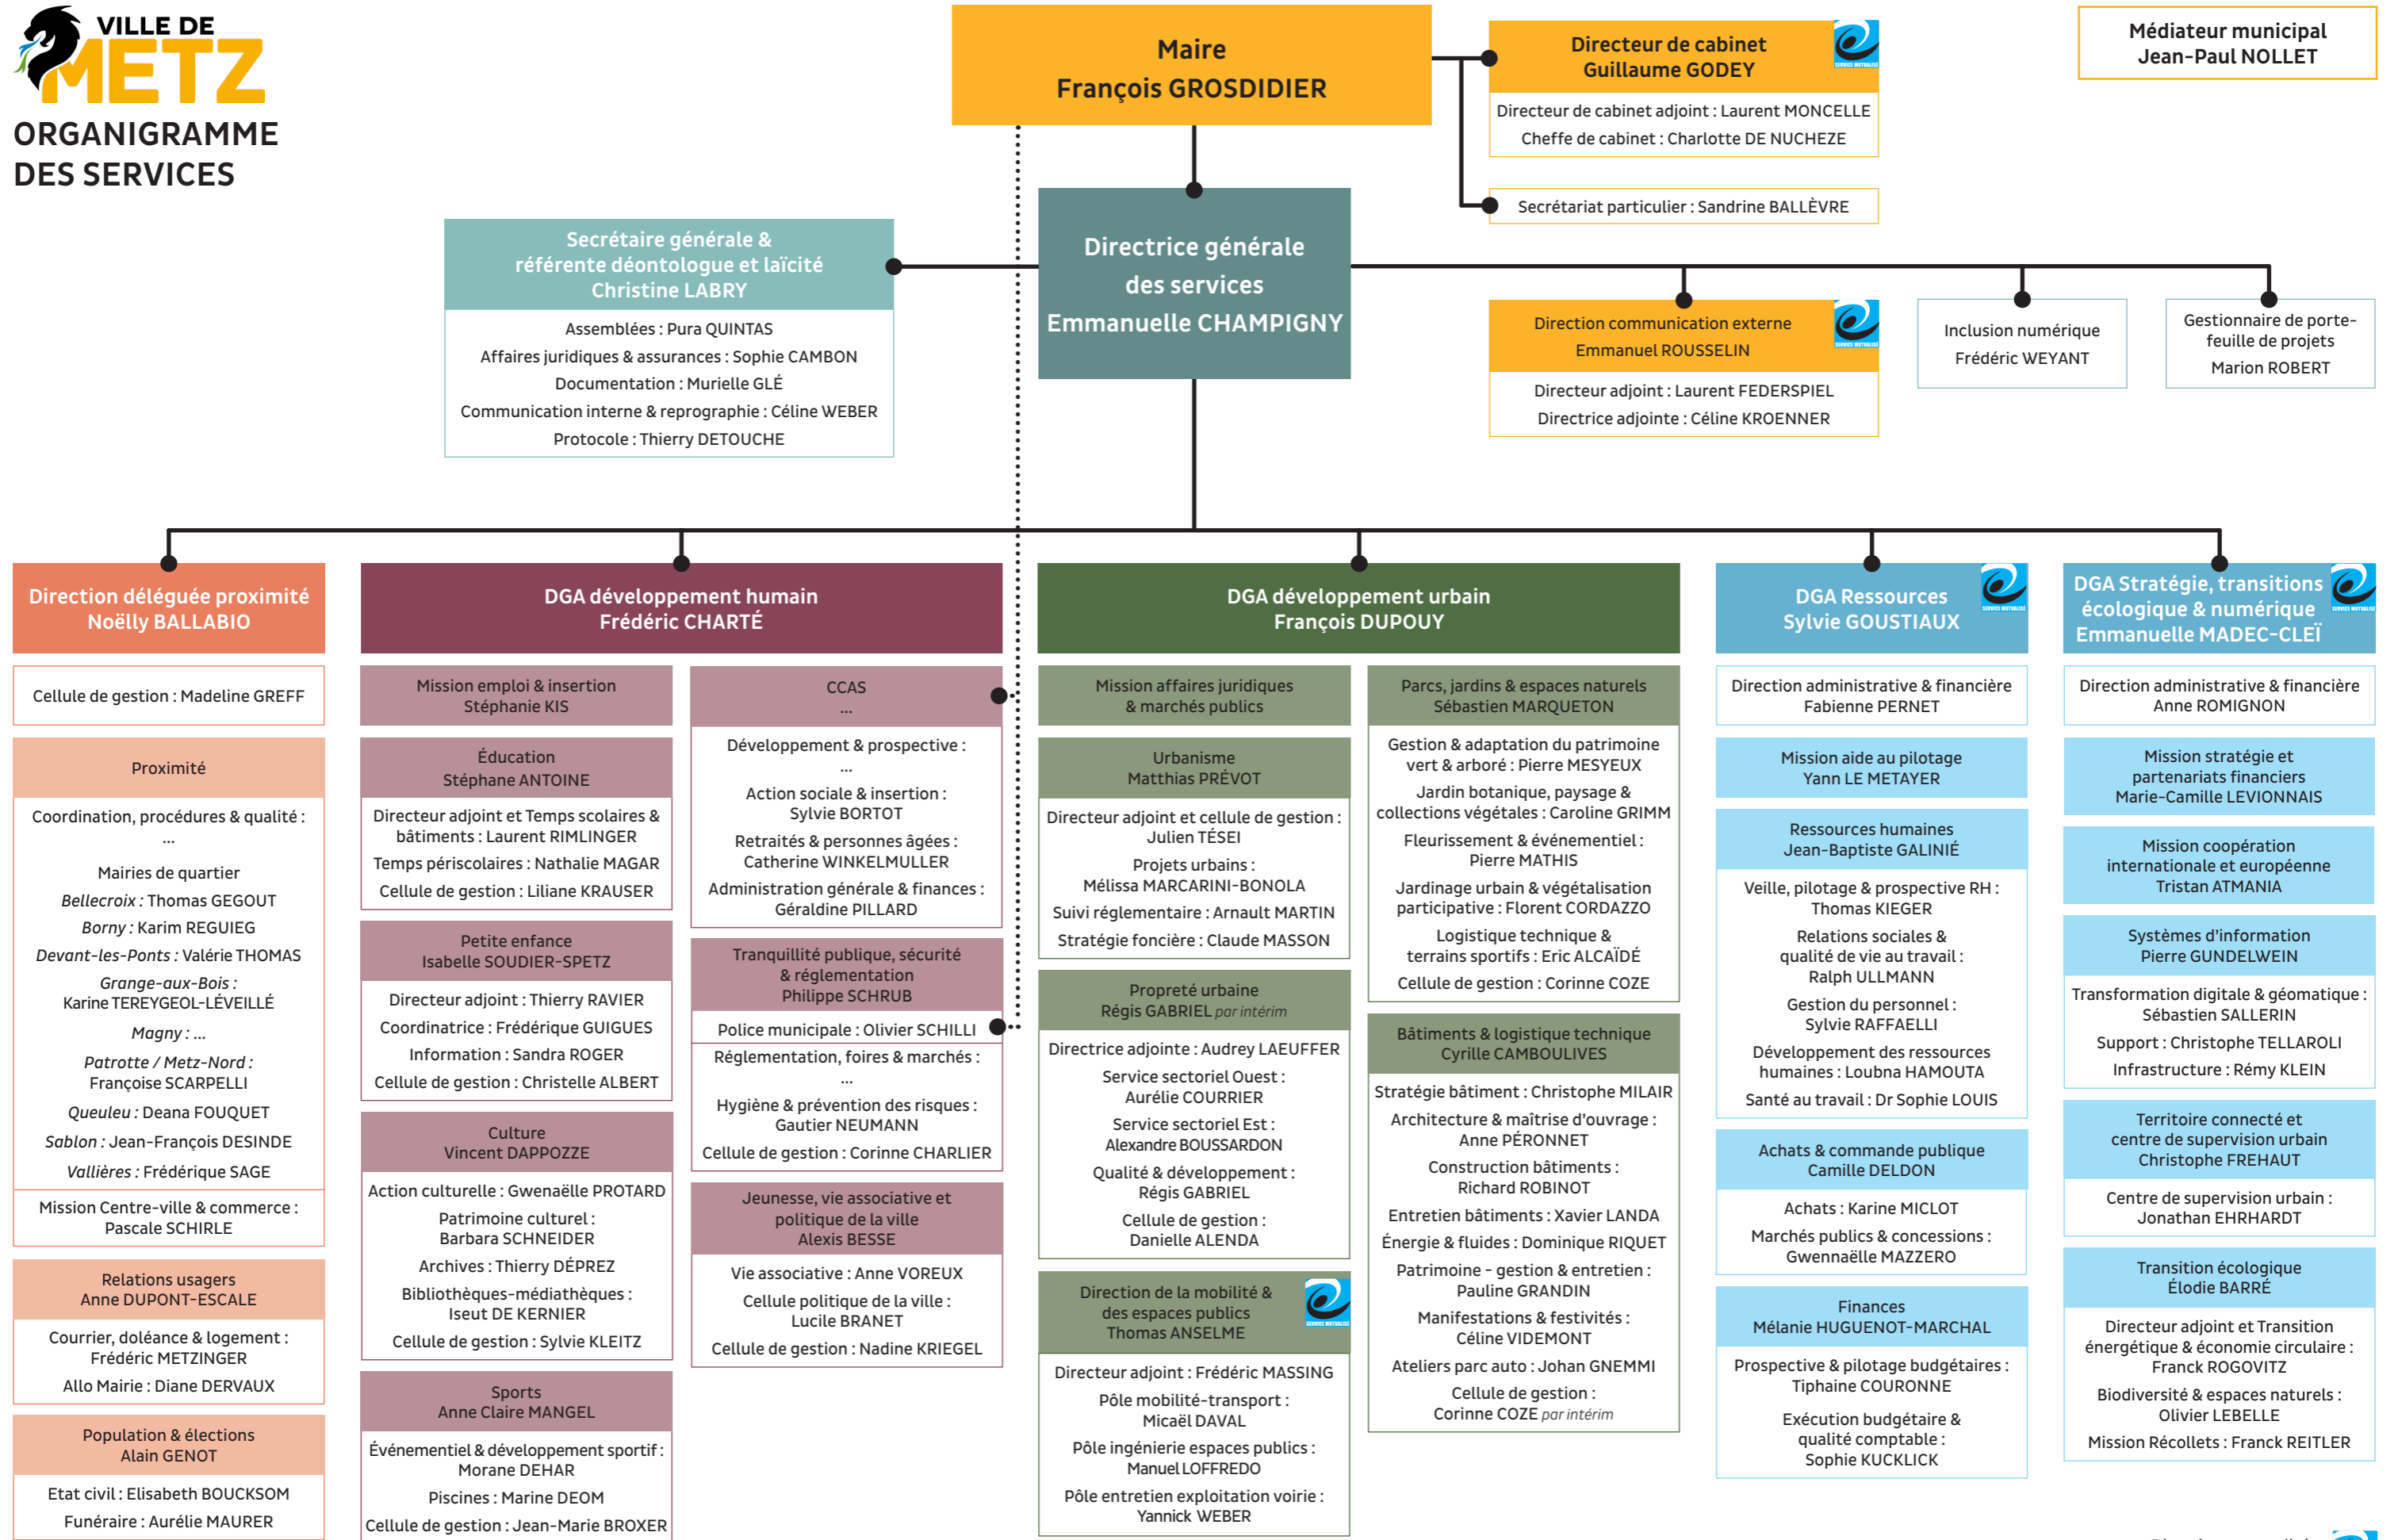 VILLE DE
METZ
ORGANIGRAMME
DES SERVICES
Maire
François GROSDIDIER
Directeur de cabinet
Guillaume GODEY
SERVICE MUTUALISÉ
Directeur de cabinet adjoint : Laurent MONCELLE
Cheffe de cabinet : Charlotte DE NUCHEZE
Secrétariat particulier : Sandrine BALLÈVRE
Médiateur municipal
Jean-Paul NOLLET
Directrice générale
des services
Emmanuelle CHAMPIGNY
Secrétaire générale &
référente déontologue et laïcité
Christine LABRY
Assemblées : Pura QUINTAS
Affaires juridiques & assurances : Sophie CAMBON
Documentation : Murielle GLÉ
Communication interne & reprographie : Céline WEBER
Protocole : Thierry DETOUCHE
Direction communication externe
Emmanuel ROUSSELIN
SERVICE MUTUALISÉ
Directeur adjoint : Laurent FEDERSPIEL
Directrice adjointe : Céline KROENNER
Inclusion numérique
Frédéric WEYANT
Gestionnaire de porte-
feuille de projets
Marion ROBERT
Direction déléguée proximité
Noëlly BALLABIO
Cellule de gestion : Madeline GREFF
Proximité
Coordination, procédures & qualité :
...
Mairies de quartier
Bellecroix : Thomas GEGOUT
Borny : Karim REGUIEG
Devant-les-Ponts : Valérie THOMAS
Grange-aux-Bois :
Karine TEREYGEOL-LÉVEILLÉ
Magny : ...
Patrotte / Metz-Nord :
Françoise SCARPELLI
Queuleu : Deana FOUQUET
Sablon : Jean-François DESINDE
Vallières : Frédérique SAGE
Mission Centre-ville & commerce :
Pascale SCHIRLE
Relations usagers
Anne DUPONT-ESCALE
Courrier, doléance & logement :
Frédéric METZINGER
Allo Mairie : Diane DERVAUX
Population & élections
Alain GENOT
Etat civil : Elisabeth BOUCKSOM
Funéraire : Aurélie MAURER
DGA développement humain
Frédéric CHARTÉ
Mission emploi & insertion
Stéphanie KIS
Éducation
Stéphane ANTOINE
Directeur adjoint et Temps scolaires &
bâtiments : Laurent RIMLINGER
Temps périscolaires : Nathalie MAGAR
Cellule de gestion : Liliane KRAUSER
Petite enfance
Isabelle SOUDIER-SPETZ
Directeur adjoint : Thierry RAVIER
Coordinatrice : Frédérique GUIGUES
Information : Sandra ROGER
Cellule de gestion : Christelle ALBERT
Culture
Vincent DAPPOZZE
Action culturelle : Gwenaëlle PROTARD
Patrimoine culturel :
Barbara SCHNEIDER
Archives : Thierry DÉPREZ
Bibliothèques-médiathèques :
Iseut DE KERNIER
Cellule de gestion : Sylvie KLEITZ
Sports
Anne Claire MANGEL
Événementiel & développement sportif :
Morane DEHAR
Piscines : Marine DEOM
Cellule de gestion : Jean-Marie BROXER
CCAS
...
Développement & prospective :
...
Action sociale & insertion :
Sylvie BORTOT
Retraités & personnes âgées :
Catherine WINKELMULLER
Administration générale & finances :
Géraldine PILLARD
Tranquillité publique, sécurité
& réglementation
Philippe SCHRUB
Police municipale : Olivier SCHILLI
Réglementation, foires & marchés :
...
Hygiène & prévention des risques :
Gautier NEUMANN
Cellule de gestion : Corinne CHARLIER
Jeunesse, vie associative et
politique de la ville
Alexis BESSE
Vie associative : Anne VOREUX
Cellule politique de la ville :
Lucile BRANET
Cellule de gestion : Nadine KRIEGEL
DGA développement urbain
François DUPOUY
Mission affaires juridiques
& marchés publics
Urbanisme
Matthias PRÉVOT
Directeur adjoint et cellule de gestion :
Julien TÉSEI
Projets urbains :
Mélissa MARCARINI-BONOLA
Suivi réglementaire : Arnault MARTIN
Stratégie foncière : Claude MASSON
Propreté urbaine
Régis GABRIEL par intérim
Directrice adjointe : Audrey LAEUFFER
Service sectoriel Ouest :
Aurélie COURRIER
Service sectoriel Est :
Alexandre BOUSSARDON
Qualité & développement :
Régis GABRIEL
Cellule de gestion :
Danielle ALENDA
Direction de la mobilité &
des espaces publics
Thomas ANSELME
SERVICE MUTUALISÉ
Directeur adjoint : Frédéric MASSING
Pôle mobilité-transport :
Micaël DAVAL
Pôle ingénierie espaces publics :
Manuel LOFFREDO
Pôle entretien exploitation voirie :
Yannick WEBER
Parcs, jardins & espaces naturels
Sébastien MARQUETON
Gestion & adaptation du patrimoine
vert & arboré : Pierre MESYEUX
Jardin botanique, paysage &
collections végétales : Caroline GRIMM
Fleurissement & événementiel :
Pierre MATHIS
Jardinage urbain & végétalisation
participative : Florent CORDAZZO
Logistique technique &
terrains sportifs : Eric ALCAÏDÉ
Cellule de gestion : Corinne COZE
Bâtiments & logistique technique
Cyrille CAMBOULIVES
Stratégie bâtiment : Christophe MILAIR
Architecture & maîtrise d'ouvrage :
Anne PÉRONNET
Construction bâtiments :
Richard ROBINOT
Entretien bâtiments : Xavier LANDA
Énergie & fluides : Dominique RIQUET
Patrimoine - gestion & entretien :
Pauline GRANDIN
Manifestations & festivités :
Céline VIDEMONT
Ateliers parc auto : Johan GNEMMI
Cellule de gestion :
Corinne COZE par intérim
DGA Ressources
Sylvie GOUSTIAUX
SERVICE MUTUALISÉ
Direction administrative & financière
Fabienne PERNET
Mission aide au pilotage
Yann LE METAYER
Ressources humaines
Jean-Baptiste GALINIÉ
Veille, pilotage & prospective RH :
Thomas KIEGER
Relations sociales &
qualité de vie au travail :
Ralph ULLMANN
Gestion du personnel :
Sylvie RAFFAELLI
Développement des ressources
humaines : Loubna HAMOUTA
Santé au travail : Dr Sophie LOUIS
Achats & commande publique
Camille DELDON
Achats : Karine MICLOT
Marchés publics & concessions :
Gwennaëlle MAZZERO
Finances
Mélanie HUGUENOT-MARCHAL
Prospective & pilotage budgétaires :
Tiphaine COURONNE
Exécution budgétaire &
qualité comptable :
Sophie KUCKLICK
DGA Stratégie, transitions
écologique & numérique
Emmanuelle MADEC-CLEÏ
SERVICE MUTUALISÉ
Direction administrative & financière
Anne ROMIGNON
Mission stratégie et
partenariats financiers
Marie-Camille LEVIONNAIS
Mission coopération
internationale et européenne
Tristan ATMANIA
Systèmes d'information
Pierre GUNDELWEIN
Transformation digitale & géomatique :
Sébastien SALLERIN
Support : Christophe TELLAROLI
Infrastructure : Rémy KLEIN
Territoire connecté et
centre de supervision urbain
Christophe FREHAUT
Centre de supervision urbain :
Jonathan EHRHARDT
Transition écologique
Élodie BARRÉ
Directeur adjoint et Transition
énergétique & économie circulaire :
Franck ROGOVITZ
Biodiversité & espaces naturels :
Olivier LEBELLE
Mission Récollets : Franck REITLER